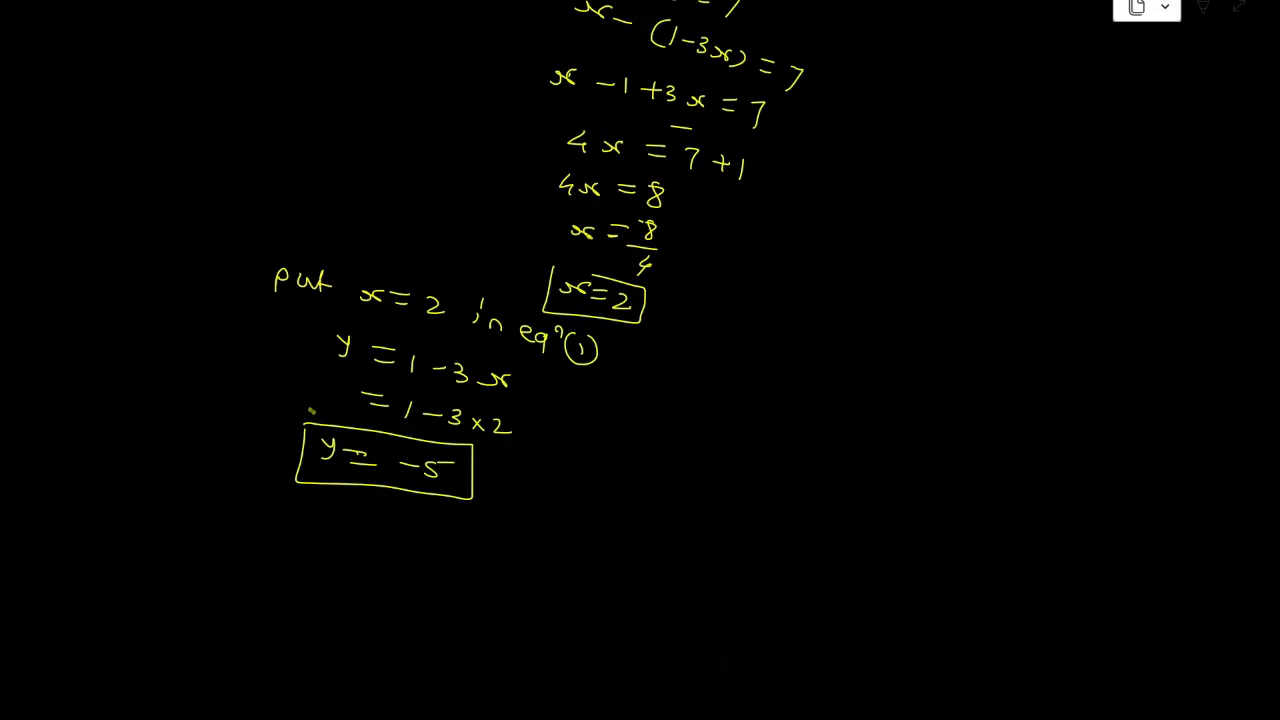 = 7
x - (1-3x) = 7
x - 1 + 3x = 7
4x = 7 + 1
4x = 8
x = 8/4
x = 2
put x = 2 in eqⁿ ①
y = 1 - 3x
= 1 - 3 × 2
y = -5